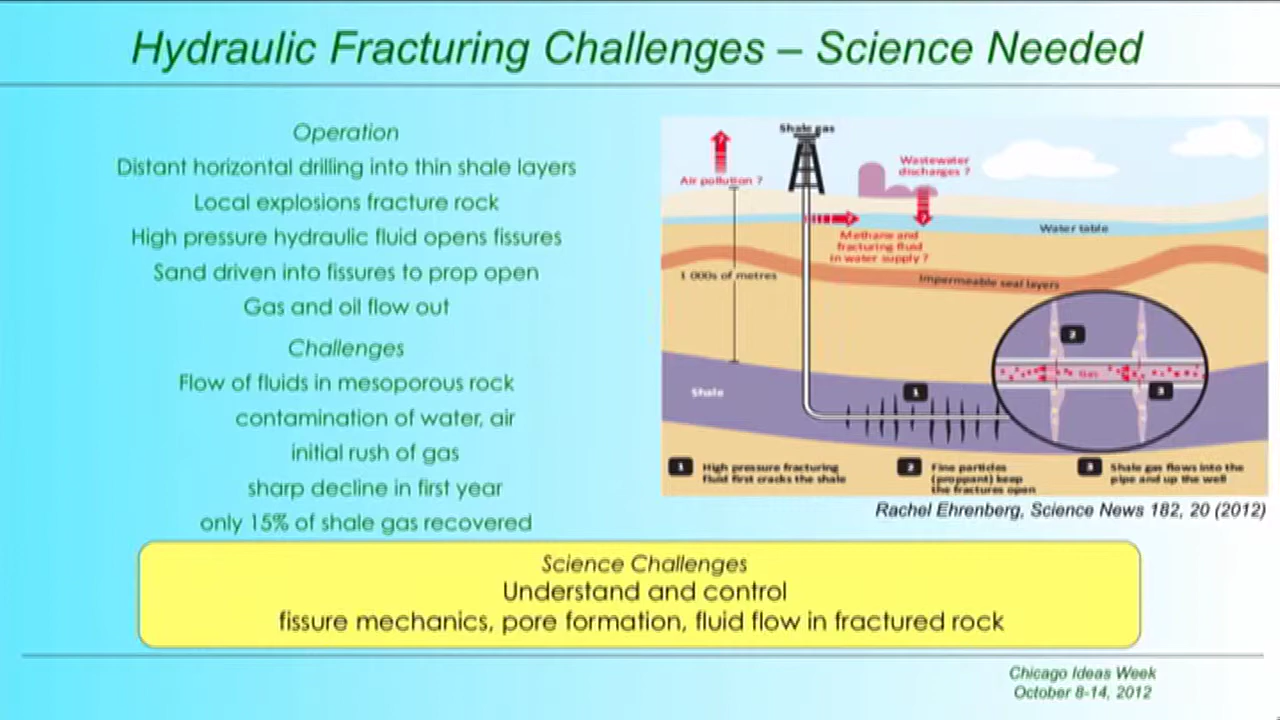 Hydraulic Fracturing Challenges – Science Needed
Operation
Distant horizontal drilling into thin shale layers
Local explosions fracture rock
High pressure hydraulic fluid opens fissures
Sand driven into fissures to prop open
Gas and oil flow out
Challenges
Flow of fluids in mesoporous rock
contamination of water, air
initial rush of gas
sharp decline in first year
only 15% of shale gas recovered
Shale gas
?
Air pollution ?
Wastewater
discharges ?
?
?
Methane and
fracturing fluid
in water supply ?
Water table
1 000s of metres
Impermeable seal layers
Shale
1
2
Gas
3
1 High pressure fracturing
fluid first cracks the shale
2 Fine particles
(proppant) keep
the fractures open
3 Shale gas flows into the
pipe and up the well
Rachel Ehrenberg, Science News 182, 20 (2012)
Science Challenges
Understand and control
fissure mechanics, pore formation, fluid flow in fractured rock
Chicago Ideas Week
October 8-14, 2012